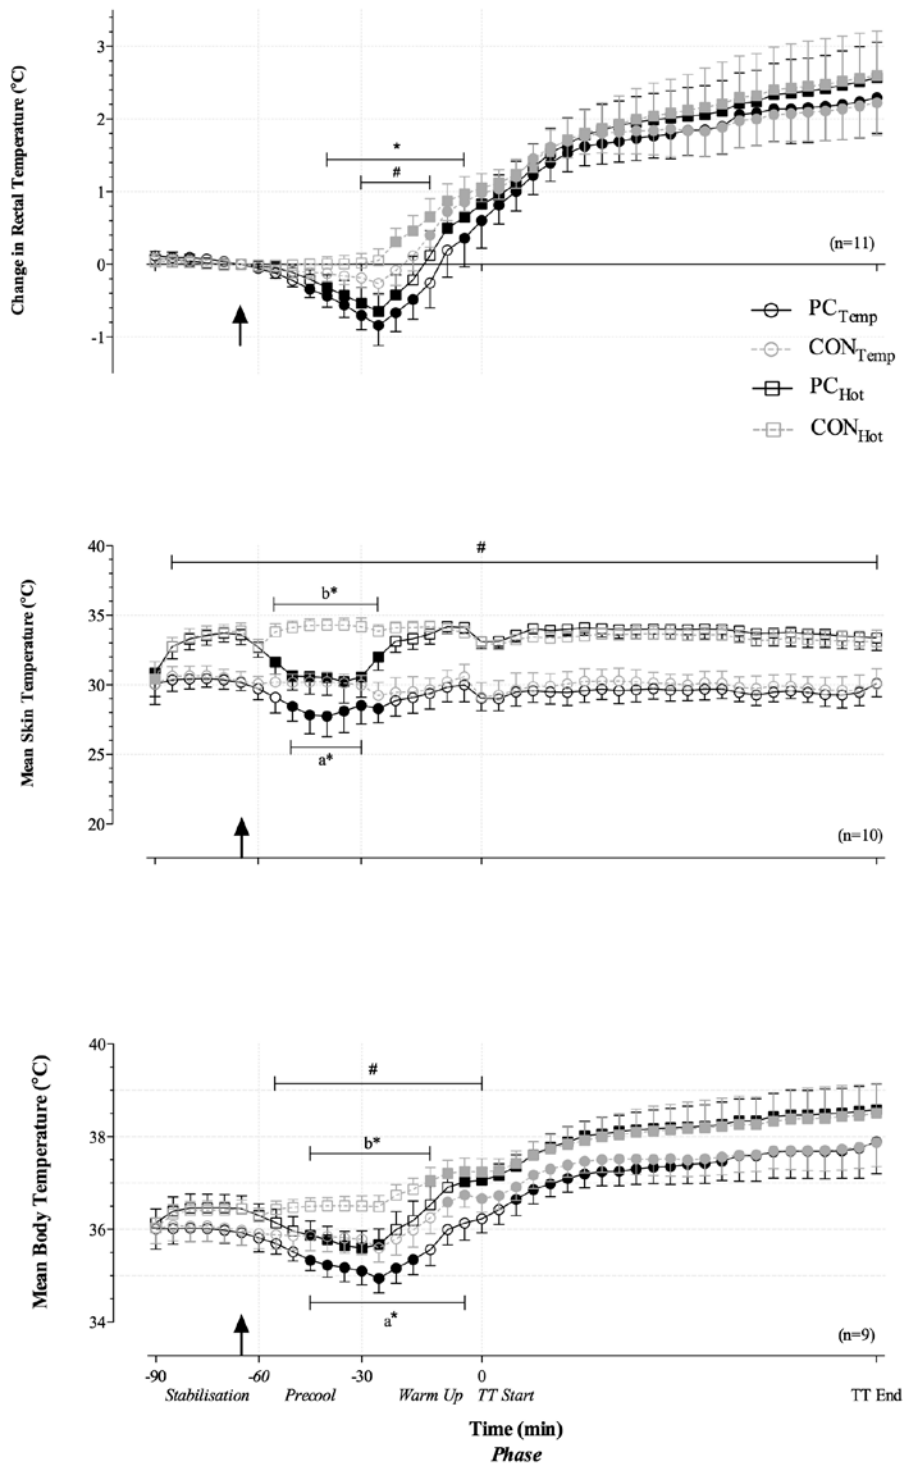 Change in Rectal Temperature (°C)
3
2
1
0
-1
*
#
(n=11)
PC_Temp
CON_Temp
PC_Hot
CON_Hot
Mean Skin Temperature (°C)
40
35
30
25
20
#
b*
a*
(n=10)
Mean Body Temperature (°C)
40
38
36
34
#
b*
a*
(n=9)
-90 -60 -30 0
Stabilisation Precool Warm Up TT Start TT End
Time (min)
Phase